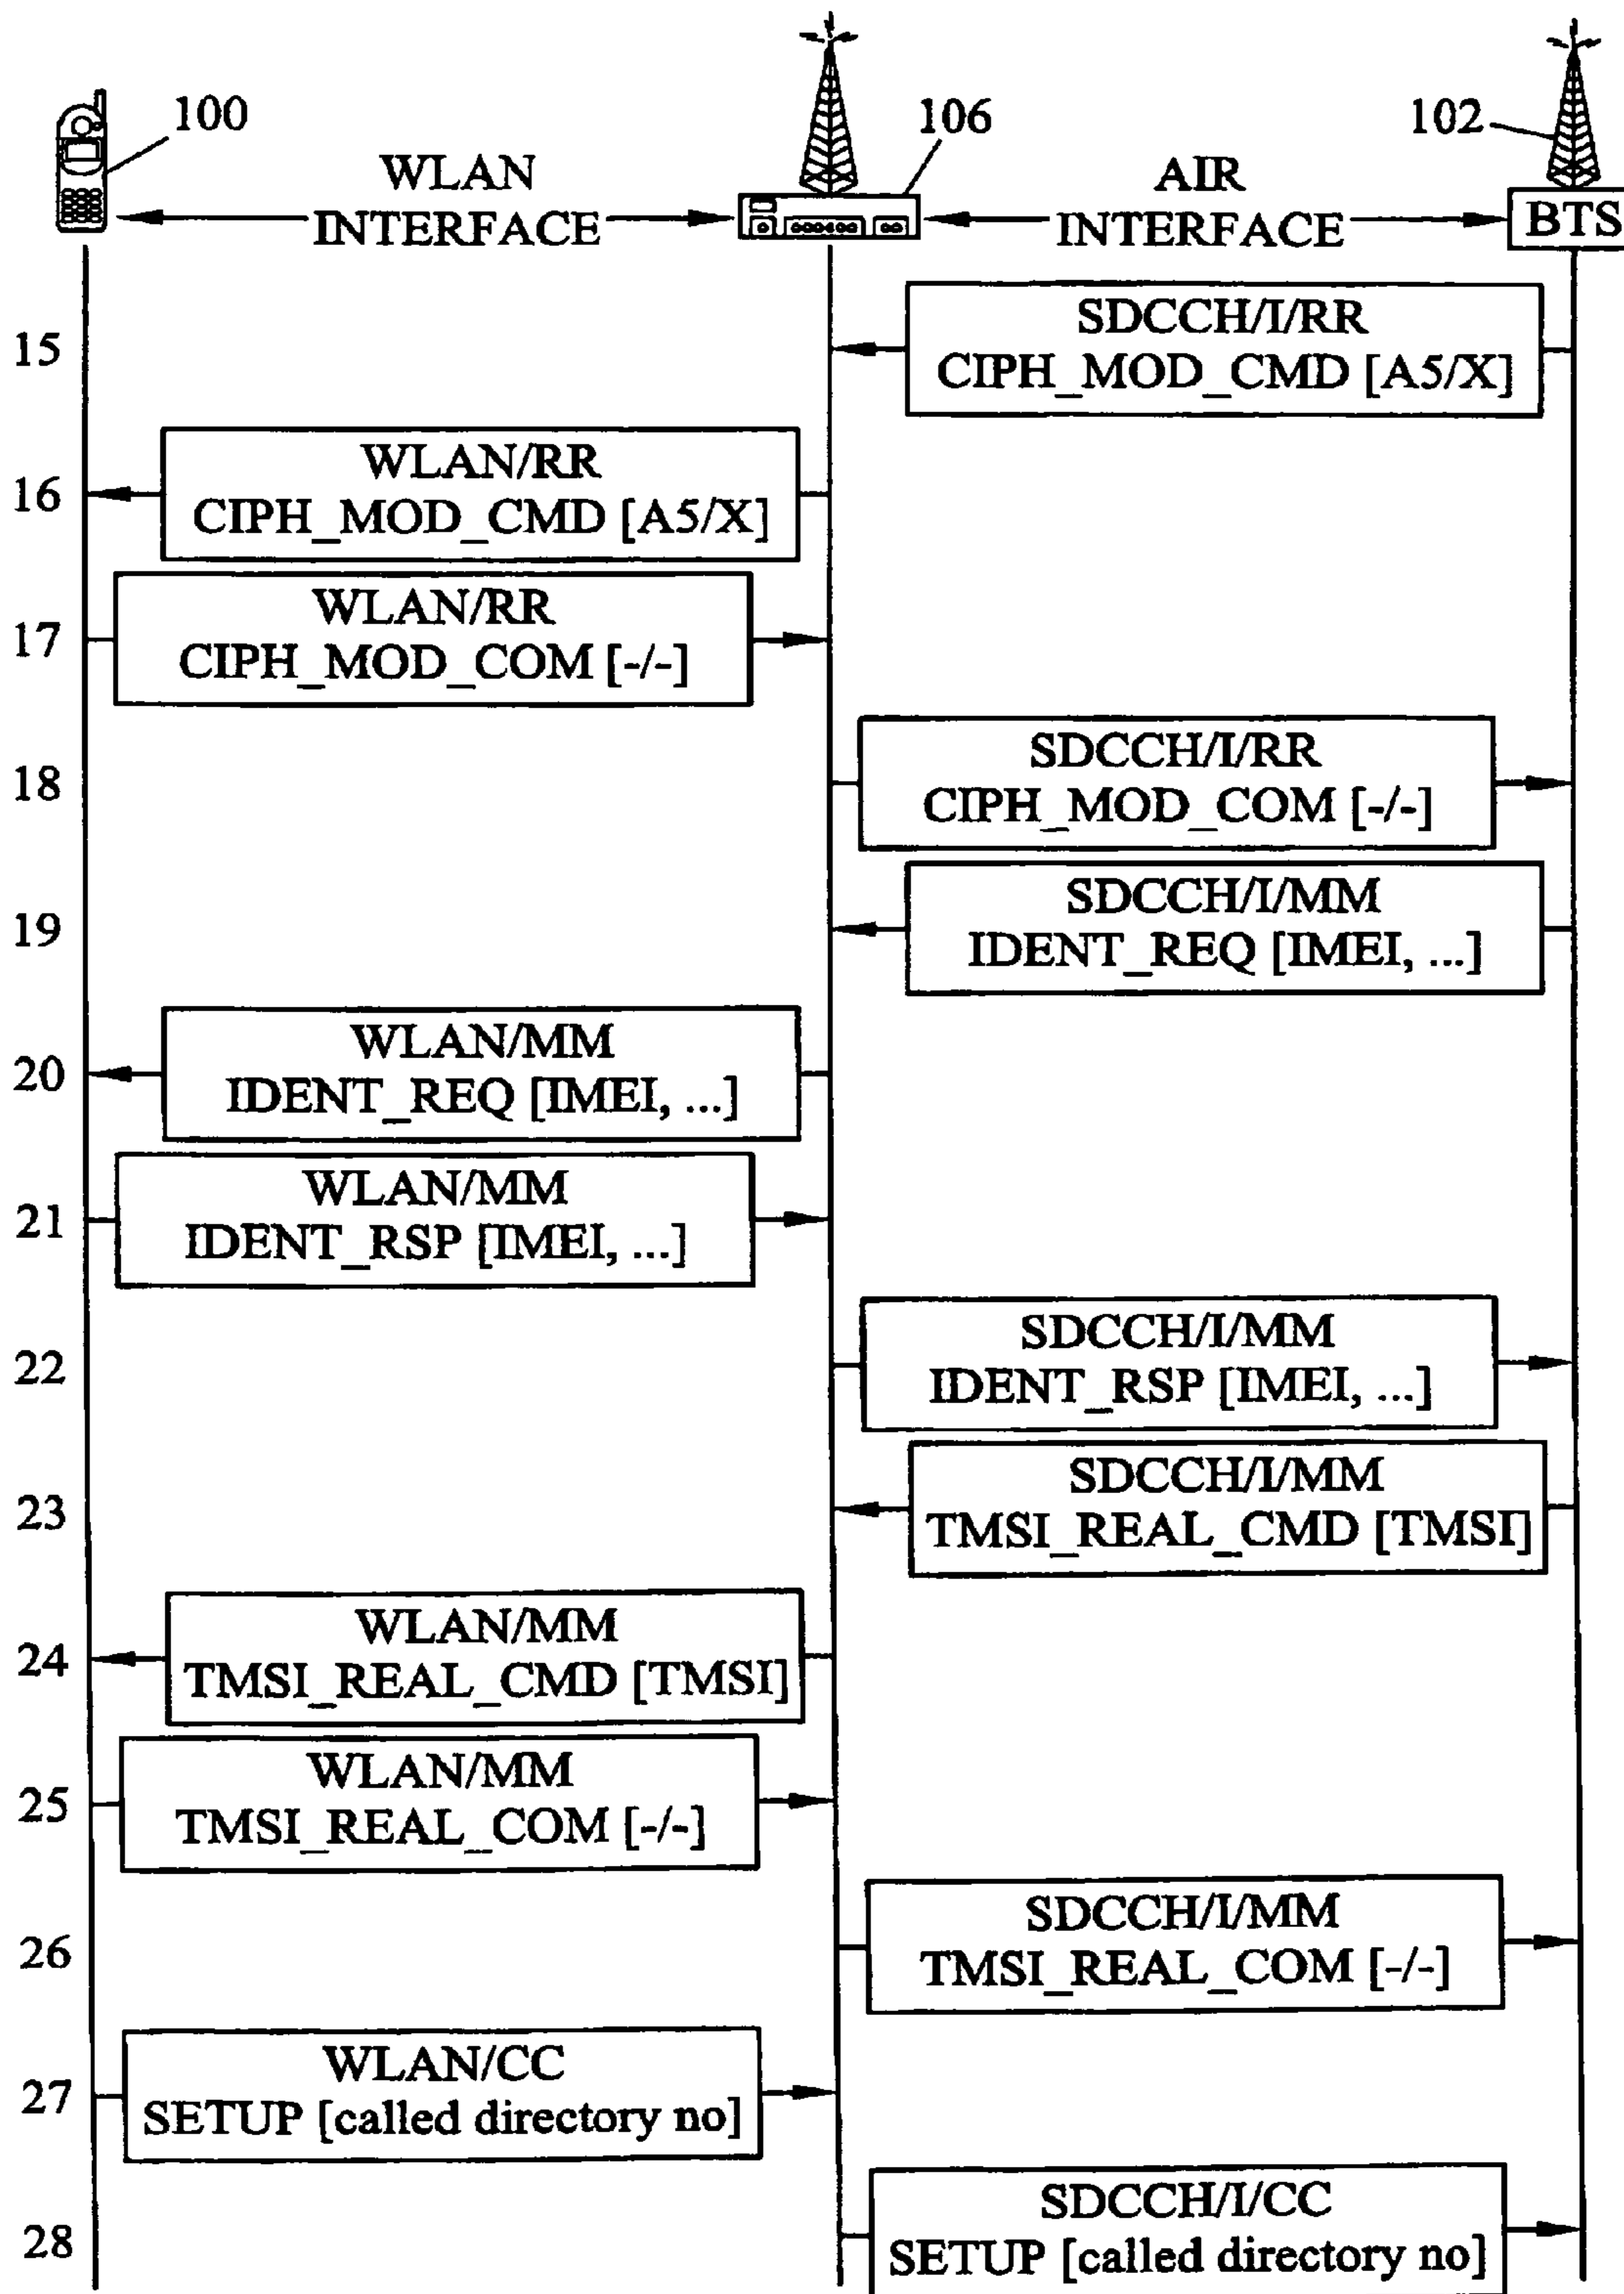 100
106
102
WLAN
INTERFACE
AIR
INTERFACE
BTS
15
SDCCH/I/RR
CIPH_MOD_CMD [A5/X]
16
WLAN/RR
CIPH_MOD_CMD [A5/X]
17
WLAN/RR
CIPH_MOD_COM [-/-]
18
SDCCH/I/RR
CIPH_MOD_COM [-/-]
19
SDCCH/I/MM
IDENT_REQ [IMEI, ...]
20
WLAN/MM
IDENT_REQ [IMEI, ...]
21
WLAN/MM
IDENT_RSP [IMEI, ...]
22
SDCCH/I/MM
IDENT_RSP [IMEI, ...]
23
SDCCH/I/MM
TMSI_REAL_CMD [TMSI]
24
WLAN/MM
TMSI_REAL_CMD [TMSI]
25
WLAN/MM
TMSI_REAL_COM [-/-]
26
SDCCH/I/MM
TMSI_REAL_COM [-/-]
27
WLAN/CC
SETUP [called directory no]
28
SDCCH/I/CC
SETUP [called directory no]